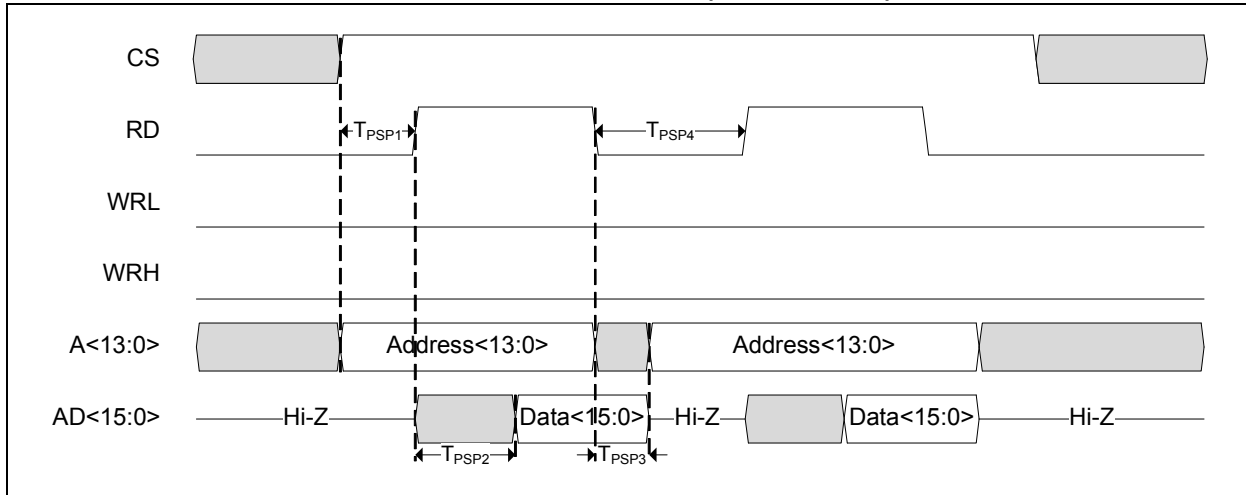 CS
RD
T_PSP1
T_PSP4
WRL
WRH
A<13:0>
Address<13:0>
Address<13:0>
AD<15:0>
Hi-Z
Data<15:0>
Hi-Z
Data<15:0>
Hi-Z
T_PSP2
T_PSP3